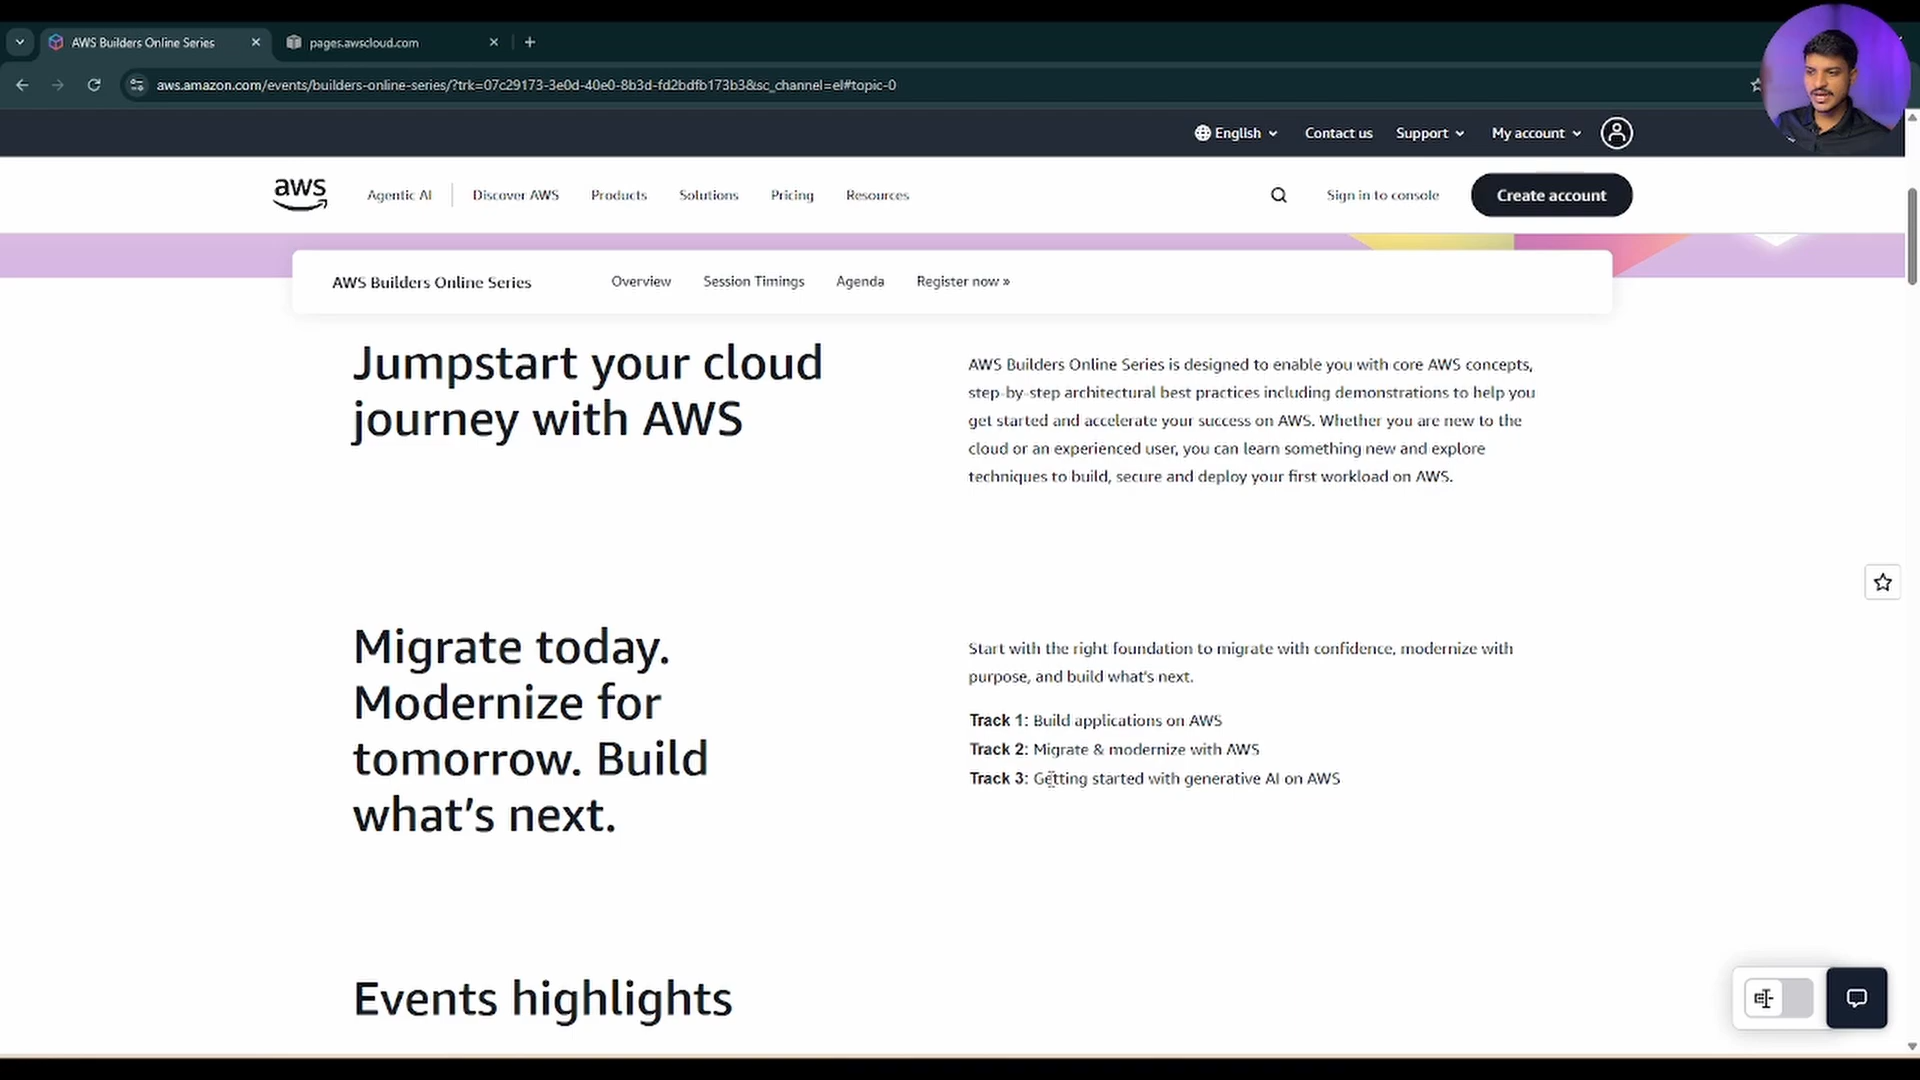 AWS Builders Online Series
pages.awscloud.com
aws.amazon.com/events/builders-online-series/?trk=07c29173-3e0d-40e0-8b3d-fd2bdfb173b3&sc_channel=el#topic-0
English
Contact us
Support
My account
aws
Agentic AI
Discover AWS
Products
Solutions
Pricing
Resources
Sign in to console
Create account
AWS Builders Online Series
Overview
Session Timings
Agenda
Register now »
Jumpstart your cloud
journey with AWS
AWS Builders Online Series is designed to enable you with core AWS concepts,
step-by-step architectural best practices including demonstrations to help you
get started and accelerate your success on AWS. Whether you are new to the
cloud or an experienced user, you can learn something new and explore
techniques to build, secure and deploy your first workload on AWS.
Migrate today.
Modernize for
tomorrow. Build
what's next.
Start with the right foundation to migrate with confidence, modernize with
purpose, and build what's next.
Track 1: Build applications on AWS
Track 2: Migrate & modernize with AWS
Track 3: Getting started with generative AI on AWS
Events highlights